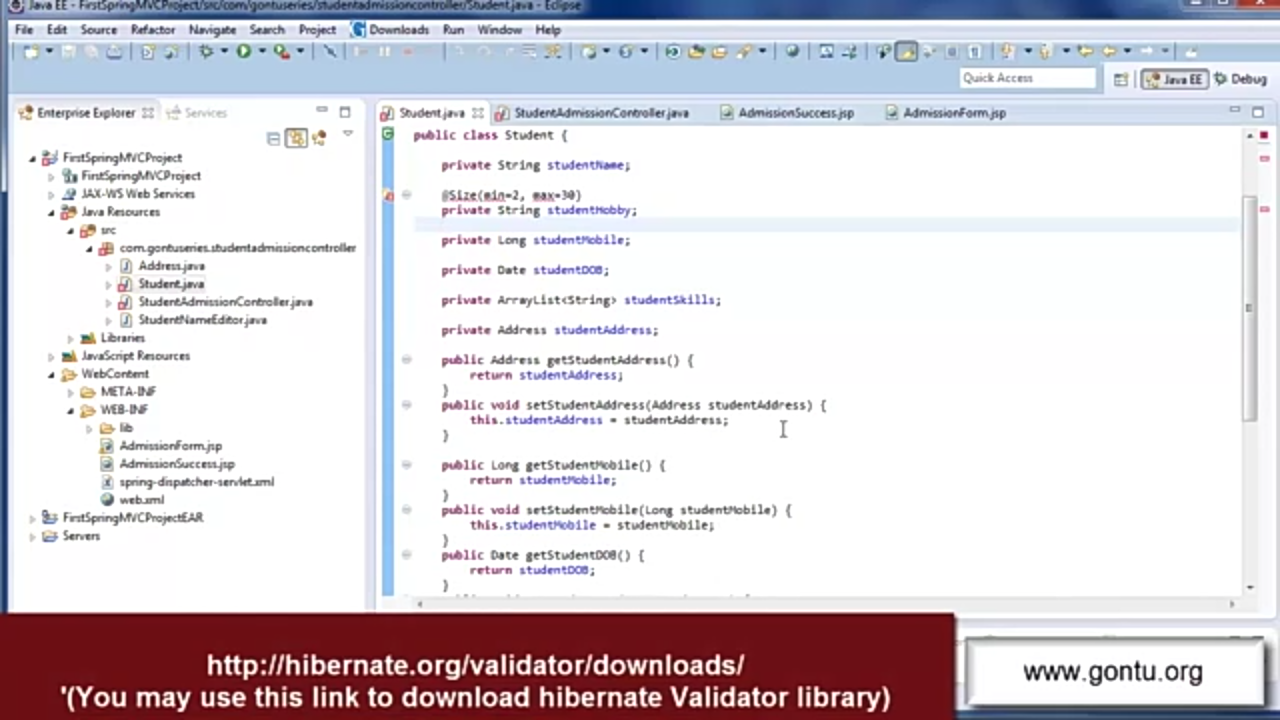 Java EE - FirstSpringMVCProject/src/com/gontuseries/studentadmissioncontroller/Student.java - Eclipse
File Edit Source Refactor Navigate Search Project Downloads Run Window Help
Quick Access Java EE Debug
Enterprise Explorer Services
Student.java StudentAdmissionController.java AdmissionSuccess.jsp AdmissionForm.jsp
FirstSpringMVCProject
FirstSpringMVCProject
JAX-WS Web Services
Java Resources
src
com.gontuseries.studentadmissioncontroller
Address.java
Student.java
StudentAdmissionController.java
StudentNameEditor.java
Libraries
JavaScript Resources
WebContent
META-INF
WEB-INF
lib
AdmissionForm.jsp
AdmissionSuccess.jsp
spring-dispatcher-servlet.xml
web.xml
FirstSpringMVCProjectEAR
Servers
public class Student {
private String studentName;
@Size(min=2, max=30)
private String studentHobby;
private Long studentMobile;
private Date studentDOB;
private ArrayList<String> studentSkills;
private Address studentAddress;
public Address getStudentAddress() {
return studentAddress;
}
public void setStudentAddress(Address studentAddress) {
this.studentAddress = studentAddress;
}
public Long getStudentMobile() {
return studentMobile;
}
public void setStudentMobile(Long studentMobile) {
this.studentMobile = studentMobile;
}
public Date getStudentDOB() {
return studentDOB;
}
http://hibernate.org/validator/downloads/
'(You may use this link to download hibernate Validator library)
www.gontu.org